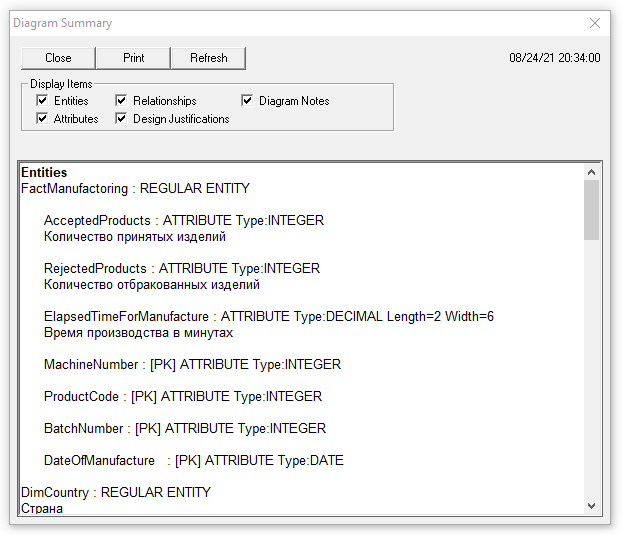 Diagram Summary
Close Print Refresh 08/24/21 20:34:00
Display Items
Entities Relationships Diagram Notes
Attributes Design Justifications
Entities
FactManufactoring : REGULAR ENTITY
AcceptedProducts : ATTRIBUTE Type:INTEGER
Количество принятых изделий
RejectedProducts : ATTRIBUTE Type:INTEGER
Количество отбракованных изделий
ElapsedTimeForManufacture : ATTRIBUTE Type:DECIMAL Length=2 Width=6
Время производства в минутах
MachineNumber : [PK] ATTRIBUTE Type:INTEGER
ProductCode : [PK] ATTRIBUTE Type:INTEGER
BatchNumber : [PK] ATTRIBUTE Type:INTEGER
DateOfManufacture : [PK] ATTRIBUTE Type:DATE
DimCountry : REGULAR ENTITY
Страна